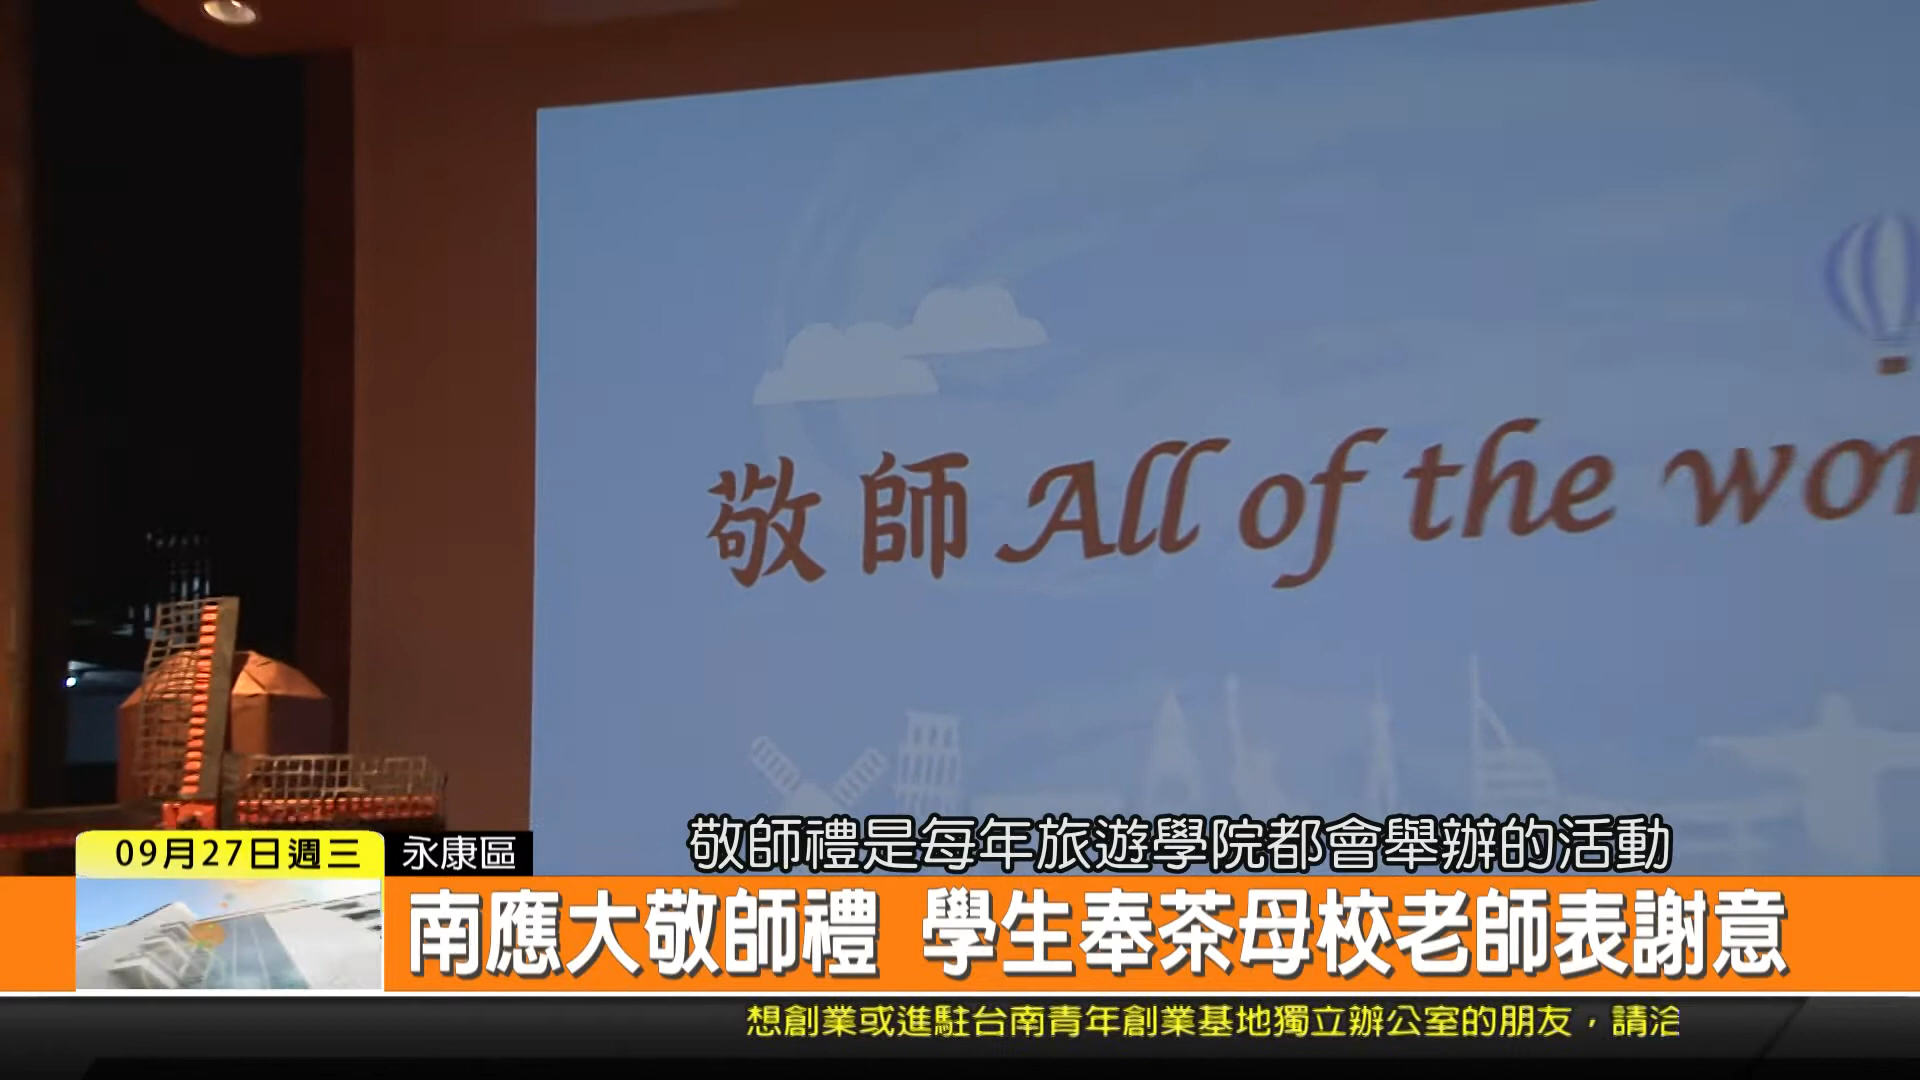 敬師 All of the
敬師禮是每年旅遊學院都會舉辦的活動
09月27日週三
永康區
南應大敬師禮 學生奉茶母校老師表謝意
想創業或進駐台南青年創業基地獨立辦公室的朋友，請洽